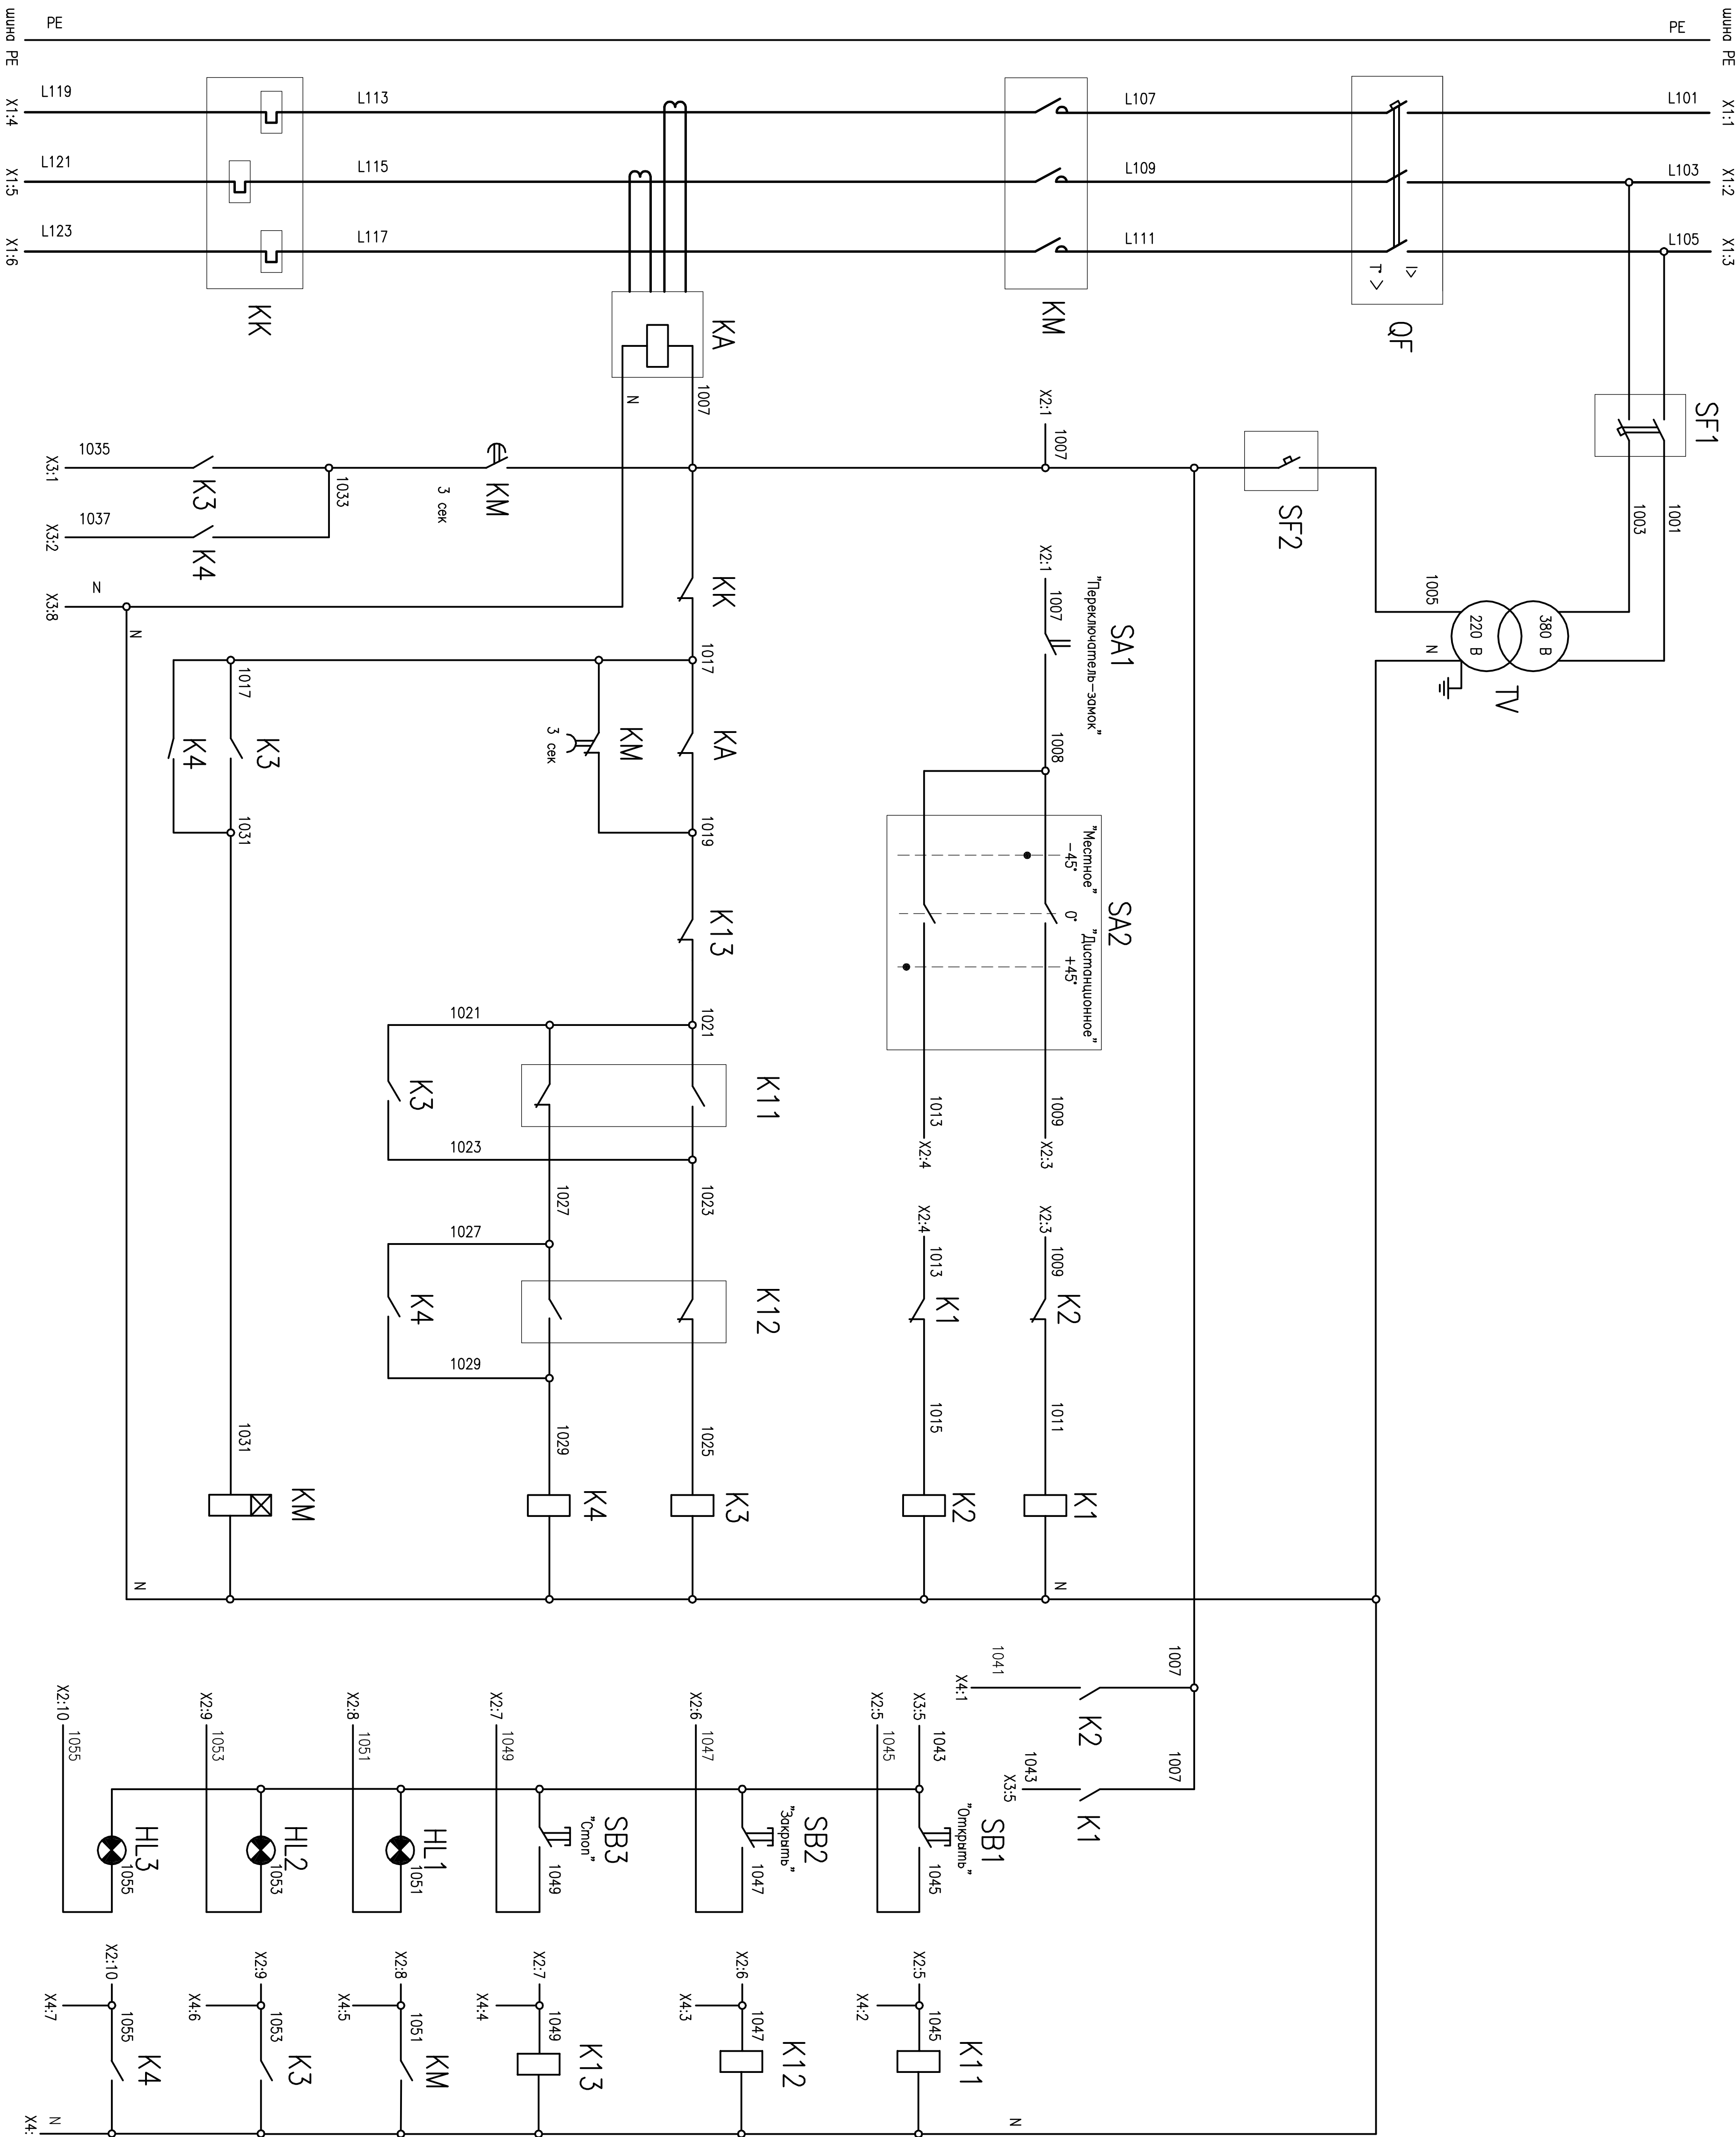 шина PE
PE
PE
шина PE
X1:4
L119
L113
L107
L101
X1:1
X1:5
L121
L115
L109
L103
X1:2
X1:6
L123
L117
L111
L105
X1:3
I>
T°>
KK
KA
KM
QF
SF1
1007
N
X2:1
1007
X3:1
1035
K3
1033
KM
3 сек
SF2
1003
1001
X3:2
1037
K4
X2:1
1007
"Переключатель-замок"
SA1
1005
380 В
220 В
N
TV
X3:8
N
N
KK
1017
1017
1008
K4
K3
KM
3 сек
KA
1031
1019
"Местное"
-45°
0°
"Дистанционное"
+45°
SA2
K13
1021
1021
K3
K11
1023
1013
X2:4
1009
X2:3
1027
1023
X2:4
1013
X2:3
1009
1027
K4
K12
K1
K2
1029
1031
1029
1025
1015
1011
KM
K4
K3
K2
K1
N
N
1041
X4:1
1007
K2
1043
X3:5
1007
K1
X2:10
1055
X2:9
1053
X2:8
1051
X2:7
1049
X2:6
1047
X2:5
1045
X3:5
1043
HL3
1055
HL2
1053
HL1
1051
SB3
"Стоп"
1049
SB2
"Закрыть"
1047
SB1
"Открыть"
1045
X2:10
X2:9
X2:8
X2:7
X2:6
X2:5
X4:7
1055
X4:6
1053
X4:5
1051
X4:4
1049
X4:3
1047
X4:2
1045
K4
K3
KM
K13
K12
K11
X4:
N
N